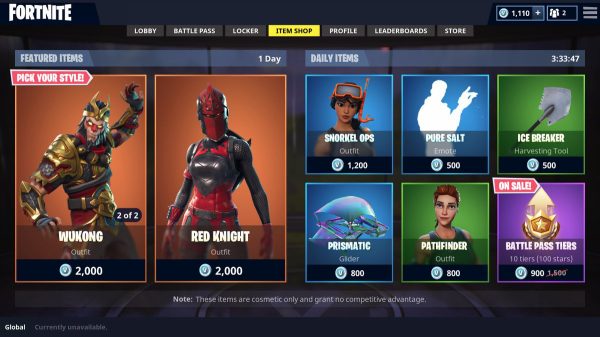 FORTNITE
1,110 +
2
LOBBY
BATTLE PASS
LOCKER
ITEM SHOP
PROFILE
LEADERBOARDS
STORE
FEATURED ITEMS
1 Day
DAILY ITEMS
3:33:47
PICK YOUR STYLE!
2 of 2
WUKONG
Outfit
2,000
RED KNIGHT
Outfit
2,000
SNORKEL OPS
Outfit
1,200
PURE SALT
Emote
500
ICE BREAKER
Harvesting Tool
500
PRISMATIC
Glider
800
PATHFINDER
Outfit
800
ON SALE!
BATTLE PASS TIERS
10 tiers (100 stars)
900 1,500
Note: These items are cosmetic only and grant no competitive advantage.
Global Currently unavailable.